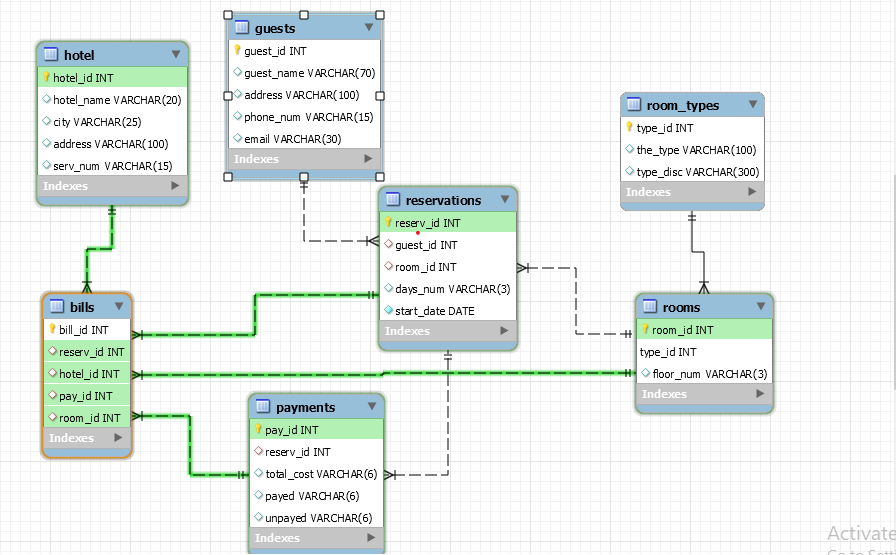 guests
guest_id INT
guest_name VARCHAR(70)
address VARCHAR(100)
phone_num VARCHAR(15)
email VARCHAR(30)
Indexes
hotel
hotel_id INT
hotel_name VARCHAR(20)
city VARCHAR(25)
address VARCHAR(100)
serv_num VARCHAR(15)
Indexes
room_types
type_id INT
the_type VARCHAR(100)
type_disc VARCHAR(300)
Indexes
reservations
reserv_id INT
guest_id INT
room_id INT
days_num VARCHAR(3)
start_date DATE
Indexes
bills
bill_id INT
reserv_id INT
hotel_id INT
pay_id INT
room_id INT
Indexes
rooms
room_id INT
type_id INT
floor_num VARCHAR(3)
Indexes
payments
pay_id INT
reserv_id INT
total_cost VARCHAR(6)
payed VARCHAR(6)
unpayed VARCHAR(6)
Indexes
Activate
Go to Sett